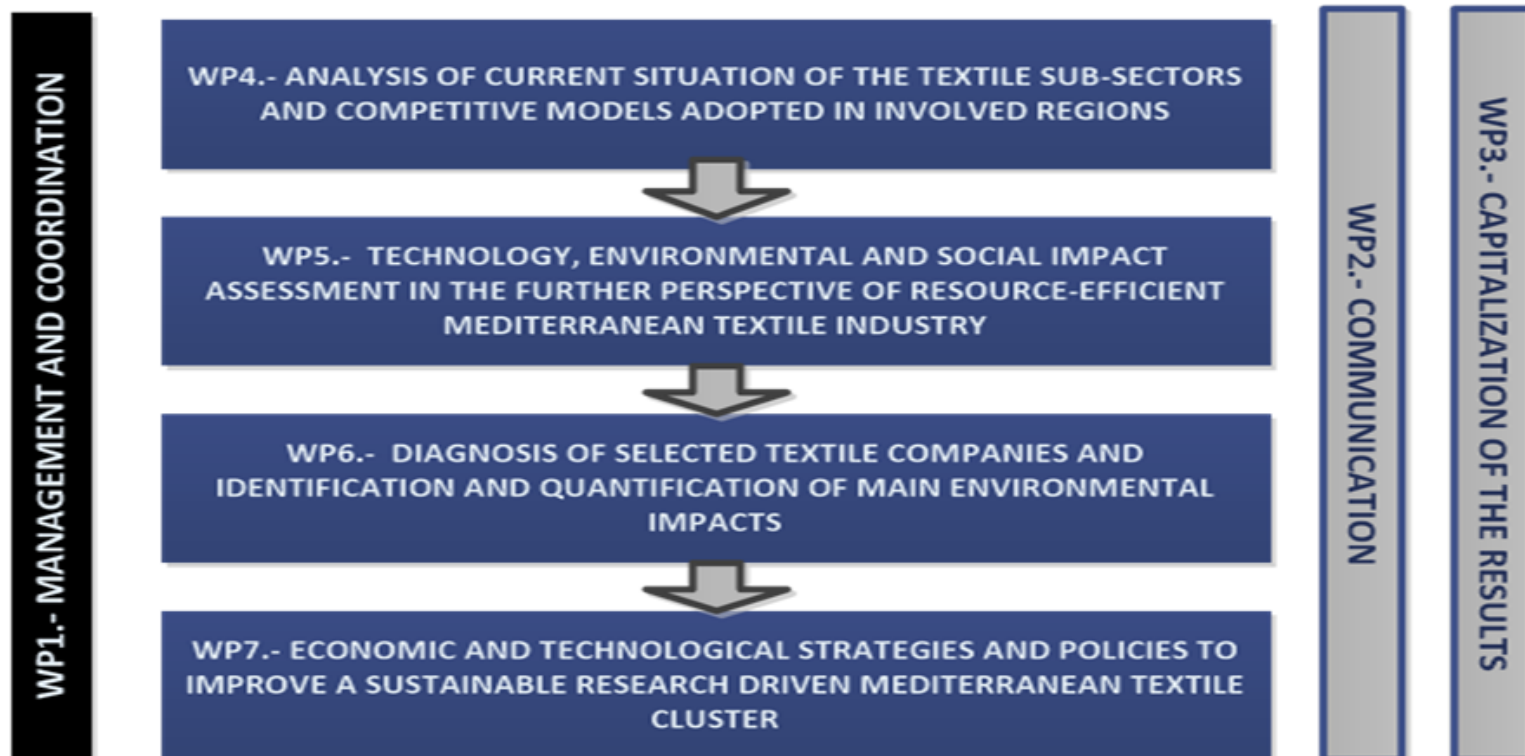 WP1.- MANAGEMENT AND COORDINATION
WP4.- ANALYSIS OF CURRENT SITUATION OF THE TEXTILE SUB-SECTORS
AND COMPETITIVE MODELS ADOPTED IN INVOLVED REGIONS
WP5.- TECHNOLOGY, ENVIRONMENTAL AND SOCIAL IMPACT
ASSESSMENT IN THE FURTHER PERSPECTIVE OF RESOURCE-EFFICIENT
MEDITERRANEAN TEXTILE INDUSTRY
WP6.- DIAGNOSIS OF SELECTED TEXTILE COMPANIES AND
IDENTIFICATION AND QUANTIFICATION OF MAIN ENVIRONMENTAL
IMPACTS
WP7.- ECONOMIC AND TECHNOLOGICAL STRATEGIES AND POLICIES TO
IMPROVE A SUSTAINABLE RESEARCH DRIVEN MEDITERRANEAN TEXTILE
CLUSTER
WP2.- COMMUNICATION
WP3.- CAPITALIZATION OF THE RESULTS